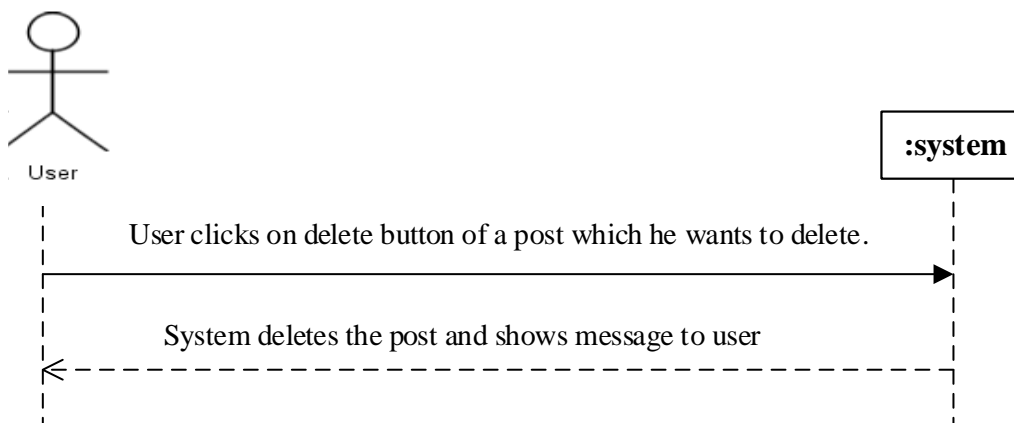 User
:system
User clicks on delete button of a post which he wants to delete.
System deletes the post and shows message to user